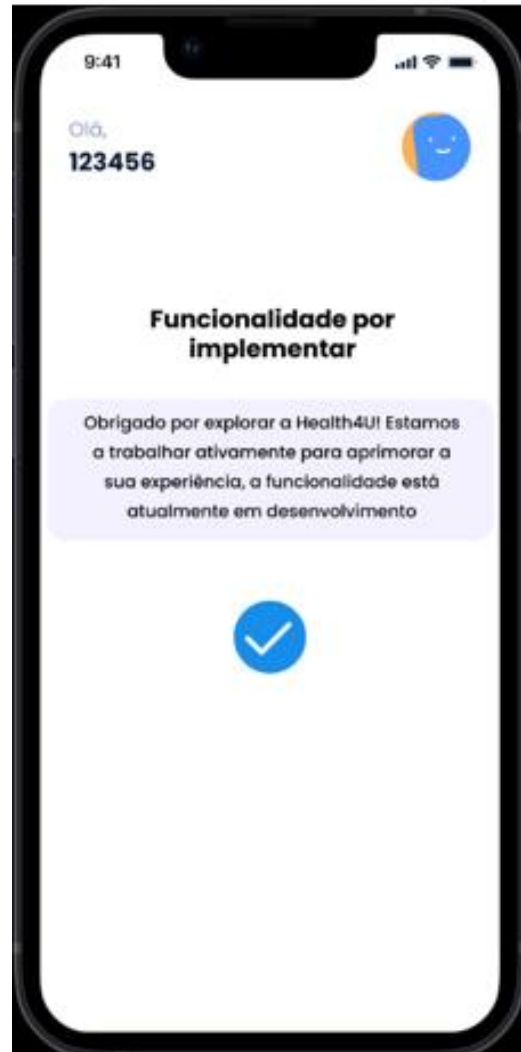 9:41
Olá,
123456
Funcionalidade por
implementar
Obrigado por explorar a Health4U! Estamos
a trabalhar ativamente para aprimorar a
sua experiência, a funcionalidade está
atualmente em desenvolvimento